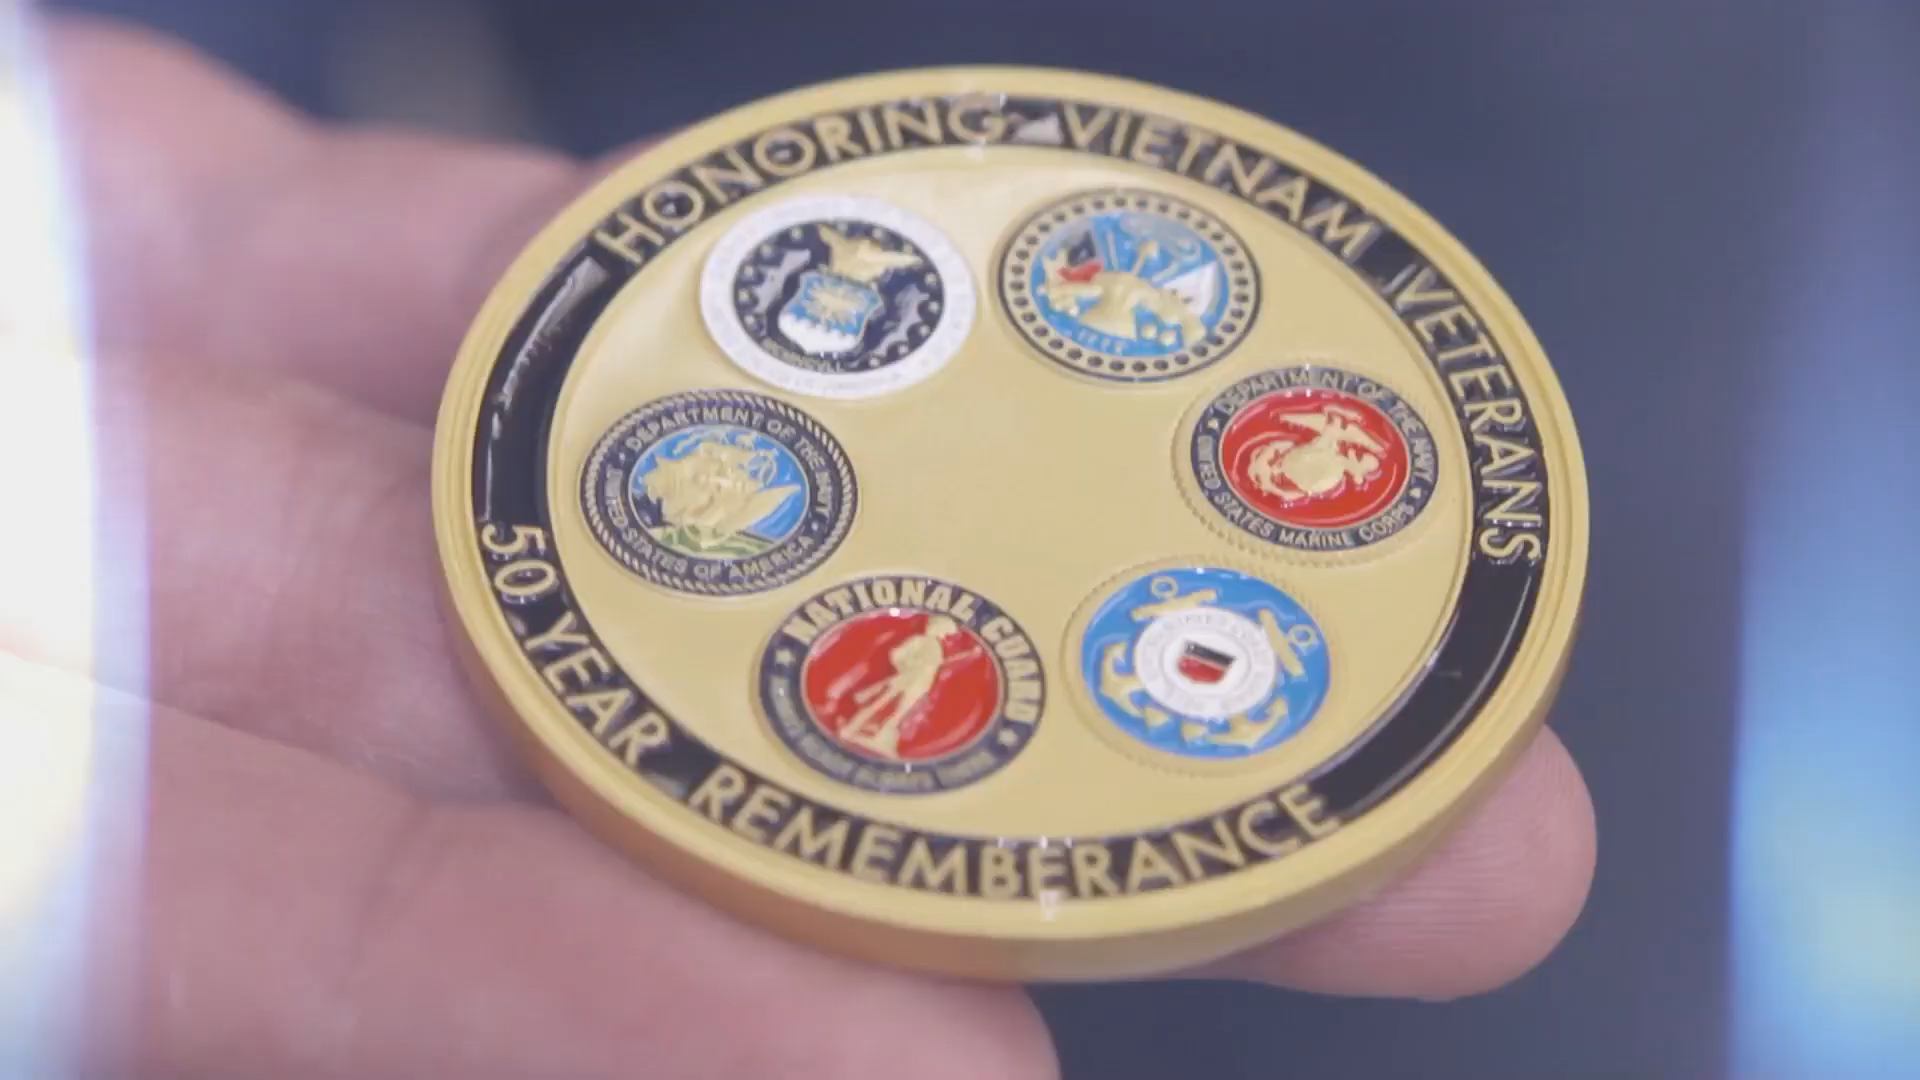 HONORING VIETNAM VETERANS
50 YEAR REMEMBERANCE
DEPARTMENT OF THE NAVY
UNITED STATES OF AMERICA
DEPARTMENT OF THE NAVY
UNITED STATES MARINE CORPS
NATIONAL GUARD